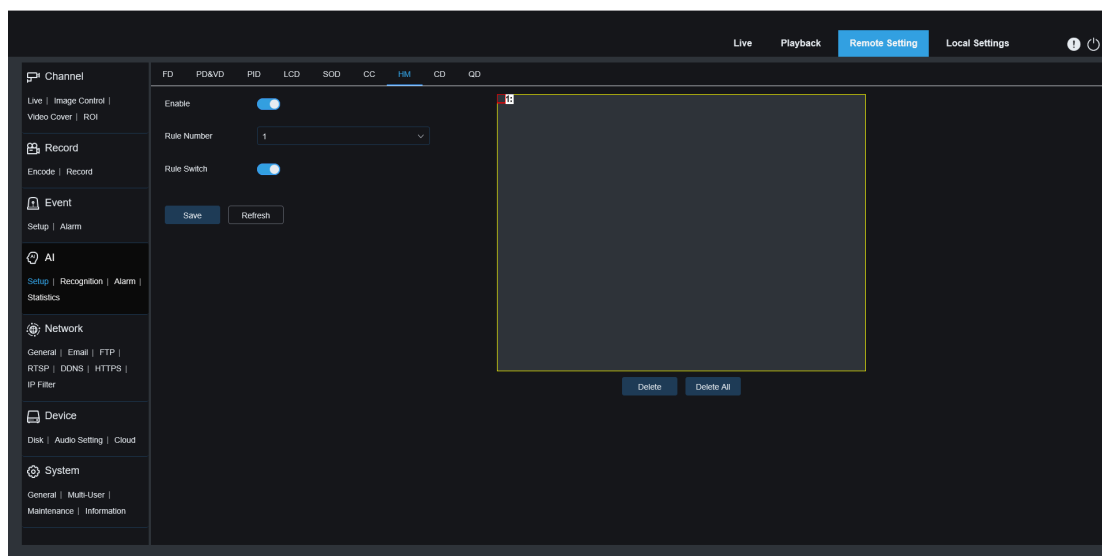 Live Playback Remote Setting Local Settings
Channel
Live | Image Control |
Video Cover | ROI
Record
Encode | Record
Event
Setup | Alarm
AI
Setup | Recognition | Alarm |
Statistics
Network
General | Email | FTP |
RTSP | DDNS | HTTPS |
IP Filter
Device
Disk | Audio Setting | Cloud
System
General | Multi-User |
Maintenance | Information
FD PD&VD PID LCD SOD CC HM CD QD
Enable
Rule Number 1
Rule Switch
Save Refresh
1:
Delete Delete All